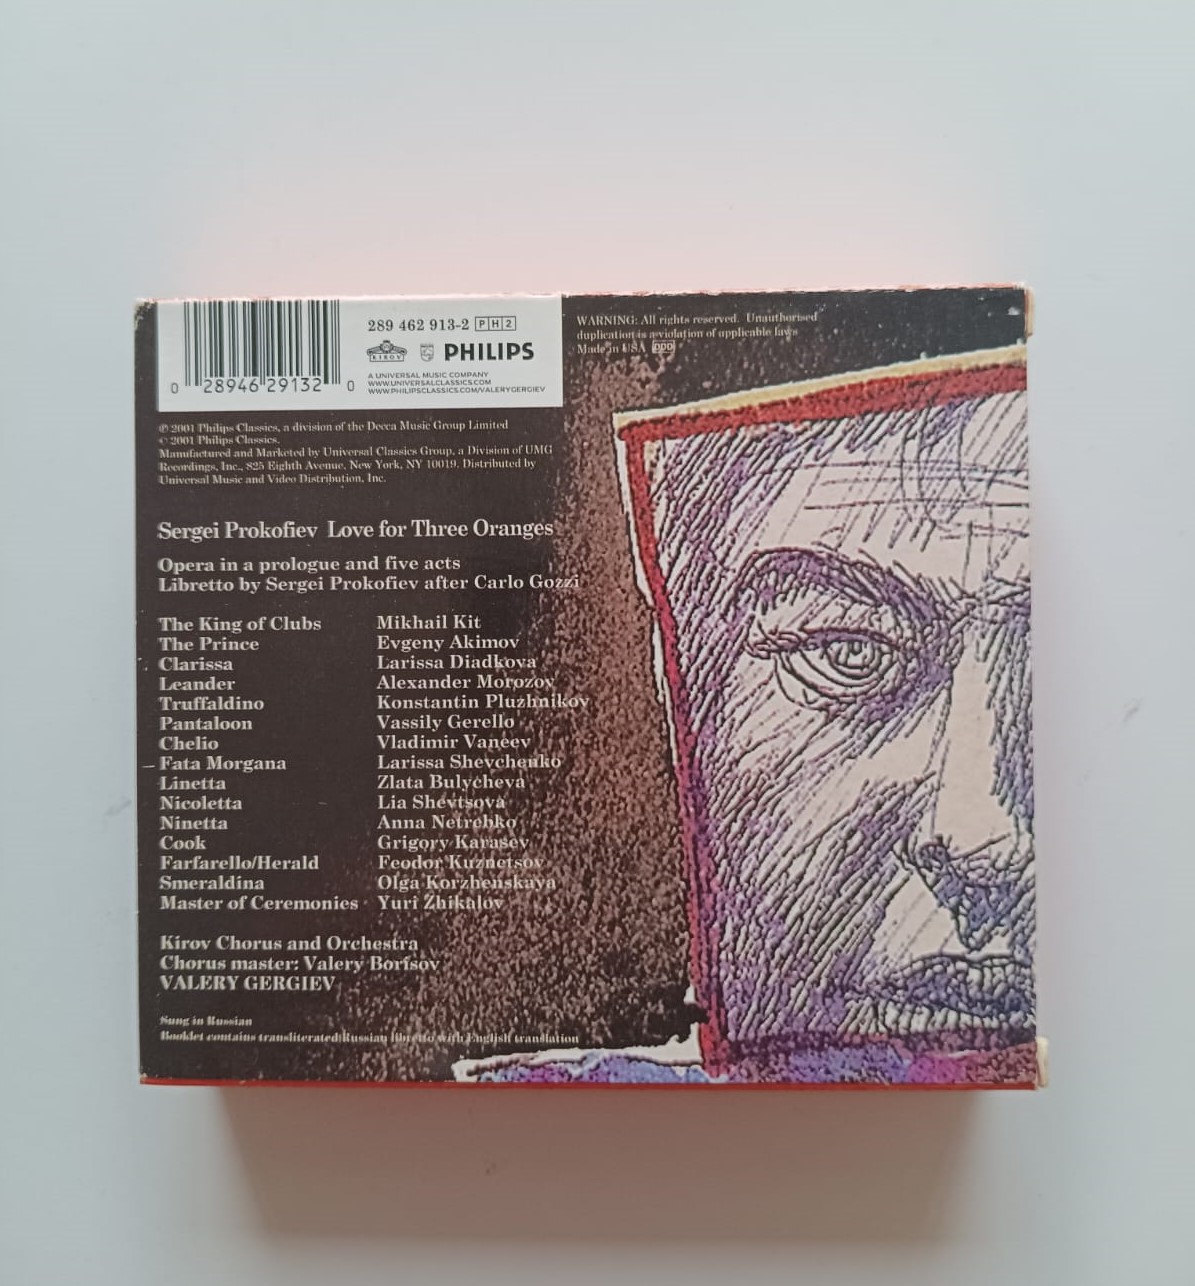 0 28946 29132 0
289 462 913-2 PH2
KIROV PHILIPS
A UNIVERSAL MUSIC COMPANY
WWW.UNIVERSALCLASSICS.COM
WWW.PHILIPSCLASSICS.COM/VALERYGERGIEV
WARNING: All rights reserved. Unauthorised
duplication is a violation of applicable laws
Made in USA DDD
℗ 2001 Philips Classics, a division of the Decca Music Group Limited
© 2001 Philips Classics.
Manufactured and Marketed by Universal Classics Group, a Division of UMG
Recordings, Inc., 825 Eighth Avenue, New York, NY 10019. Distributed by
Universal Music and Video Distribution, Inc.
Sergei Prokofiev Love for Three Oranges
Opera in a prologue and five acts
Libretto by Sergei Prokofiev after Carlo Gozzi
The King of Clubs Mikhail Kit
The Prince Evgeny Akimov
Clarissa Larissa Diadkova
Leander Alexander Morozov
Truffaldino Konstantin Pluzhnikov
Pantaloon Vassily Gerello
Chelio Vladimir Vaneev
Fata Morgana Larissa Shevchenko
Linetta Zlata Bulycheva
Nicoletta Lia Shevtsova
Ninetta Anna Netrebko
Cook Grigory Karasev
Farfarello/Herald Feodor Kuznetsov
Smeraldina Olga Korzhenskaya
Master of Ceremonies Yuri Zhikalov
Kirov Chorus and Orchestra
Chorus master: Valery Borisov
VALERY GERGIEV
Sung in Russian
Booklet contains transliterated Russian libretto with English translation